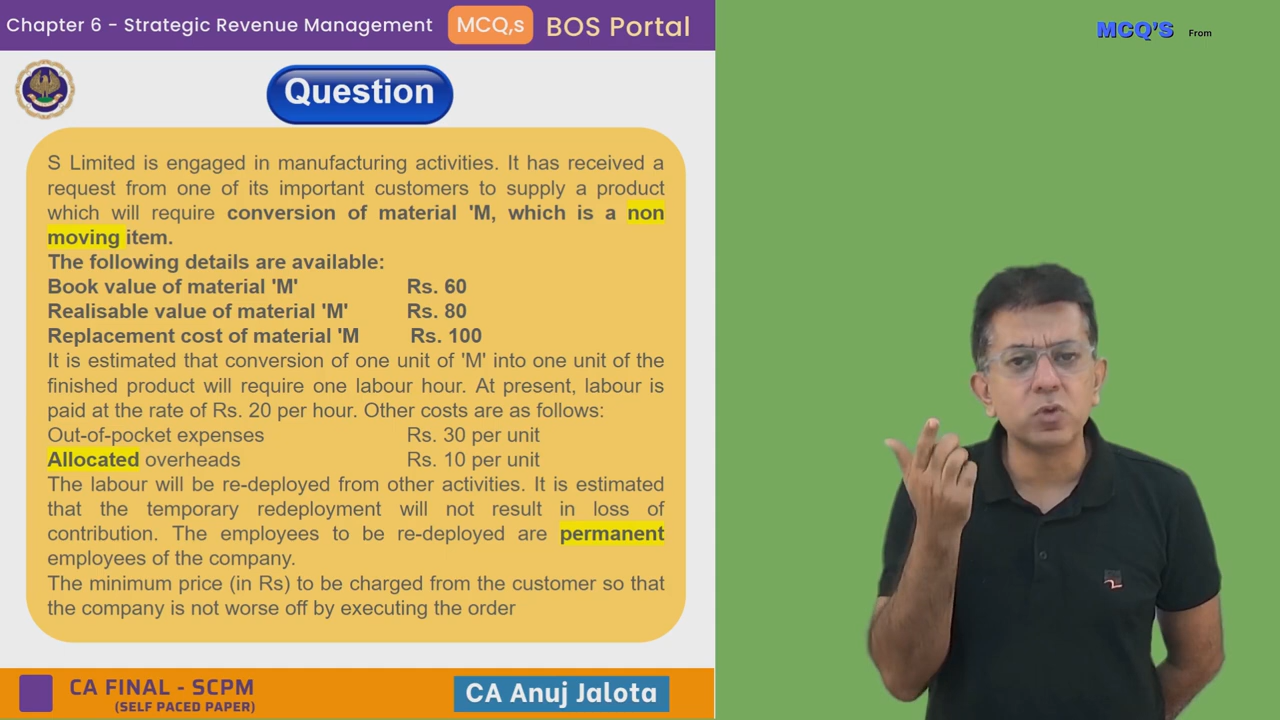 Chapter 6 - Strategic Revenue Management MCQ,s BOS Portal
MCQ'S From
Question
S Limited is engaged in manufacturing activities. It has received a
request from one of its important customers to supply a product
which will require conversion of material 'M, which is a non
moving item.
The following details are available:
Book value of material 'M' Rs. 60
Realisable value of material 'M' Rs. 80
Replacement cost of material 'M Rs. 100
It is estimated that conversion of one unit of 'M' into one unit of the
finished product will require one labour hour. At present, labour is
paid at the rate of Rs. 20 per hour. Other costs are as follows:
Out-of-pocket expenses Rs. 30 per unit
Allocated overheads Rs. 10 per unit
The labour will be re-deployed from other activities. It is estimated
that the temporary redeployment will not result in loss of
contribution. The employees to be re-deployed are permanent
employees of the company.
The minimum price (in Rs) to be charged from the customer so that
the company is not worse off by executing the order
CA FINAL - SCPM
(SELF PACED PAPER)
CA Anuj Jalota